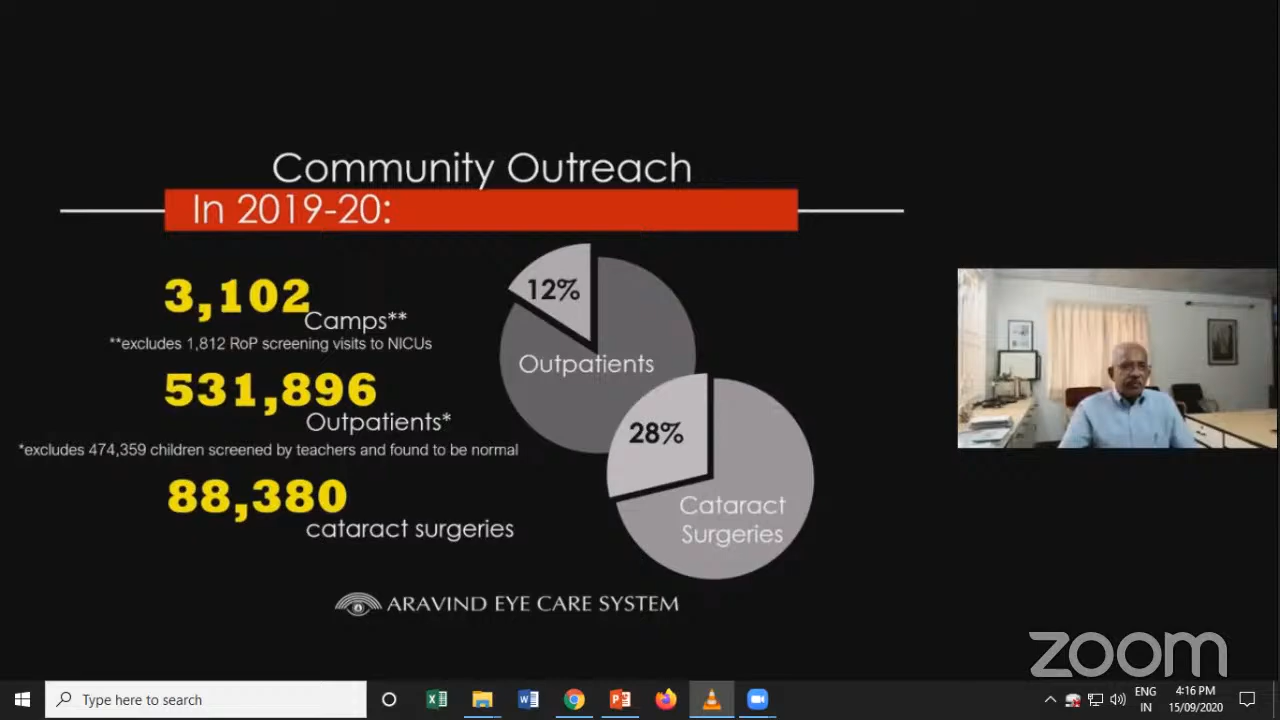 Community Outreach
In 2019-20:
3,102
Camps**
**excludes 1,812 RoP screening visits to NICUs
531,896
Outpatients*
*excludes 474,359 children screened by teachers and found to be normal
88,380
cataract surgeries
12%
Outpatients
28%
Cataract
Surgeries
ARAVIND EYE CARE SYSTEM
zoom
Type here to search
ENG
IN
4:16 PM
15/09/2020